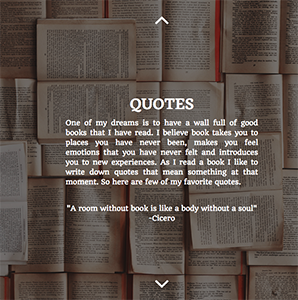 QUOTES
One of my dreams is to have a wall full of good
books that I have read. I believe book takes you to
places you have never been, makes you feel
emotions that you have never felt and introduces
you to new experiences. As I read a book I like to
write down quotes that mean something at that
moment. So here are few of my favorite quotes.
"A room without book is like a body without a soul"
-Cicero